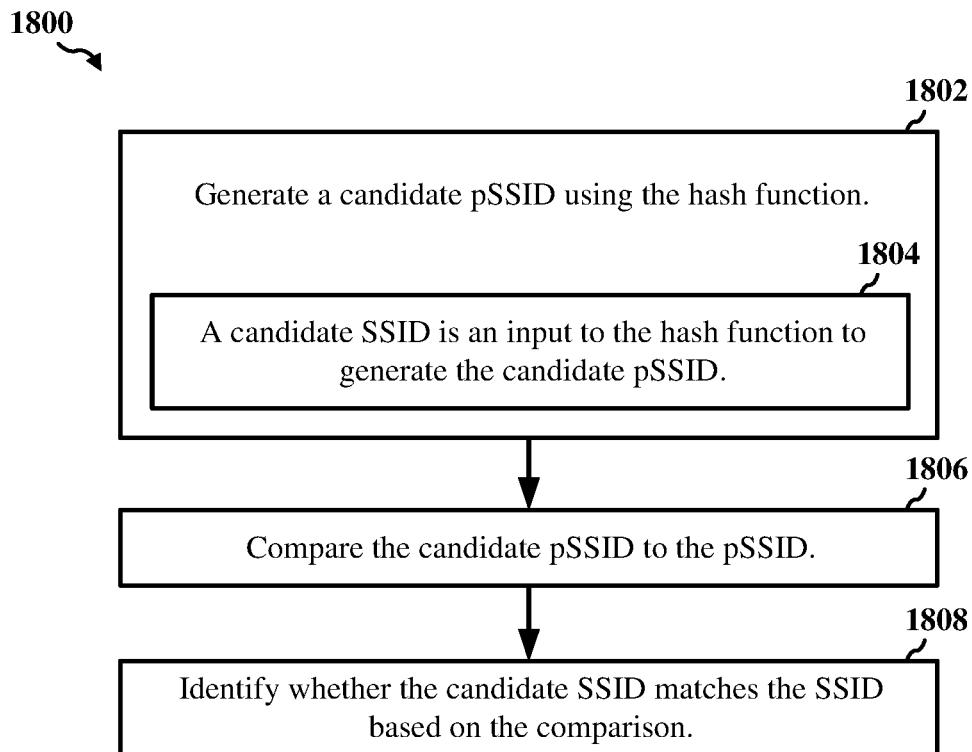 1800
1802
Generate a candidate pSSID using the hash function.
1804
A candidate SSID is an input to the hash function to
generate the candidate pSSID.
1806
Compare the candidate pSSID to the pSSID.
1808
Identify whether the candidate SSID matches the SSID
based on the comparison.